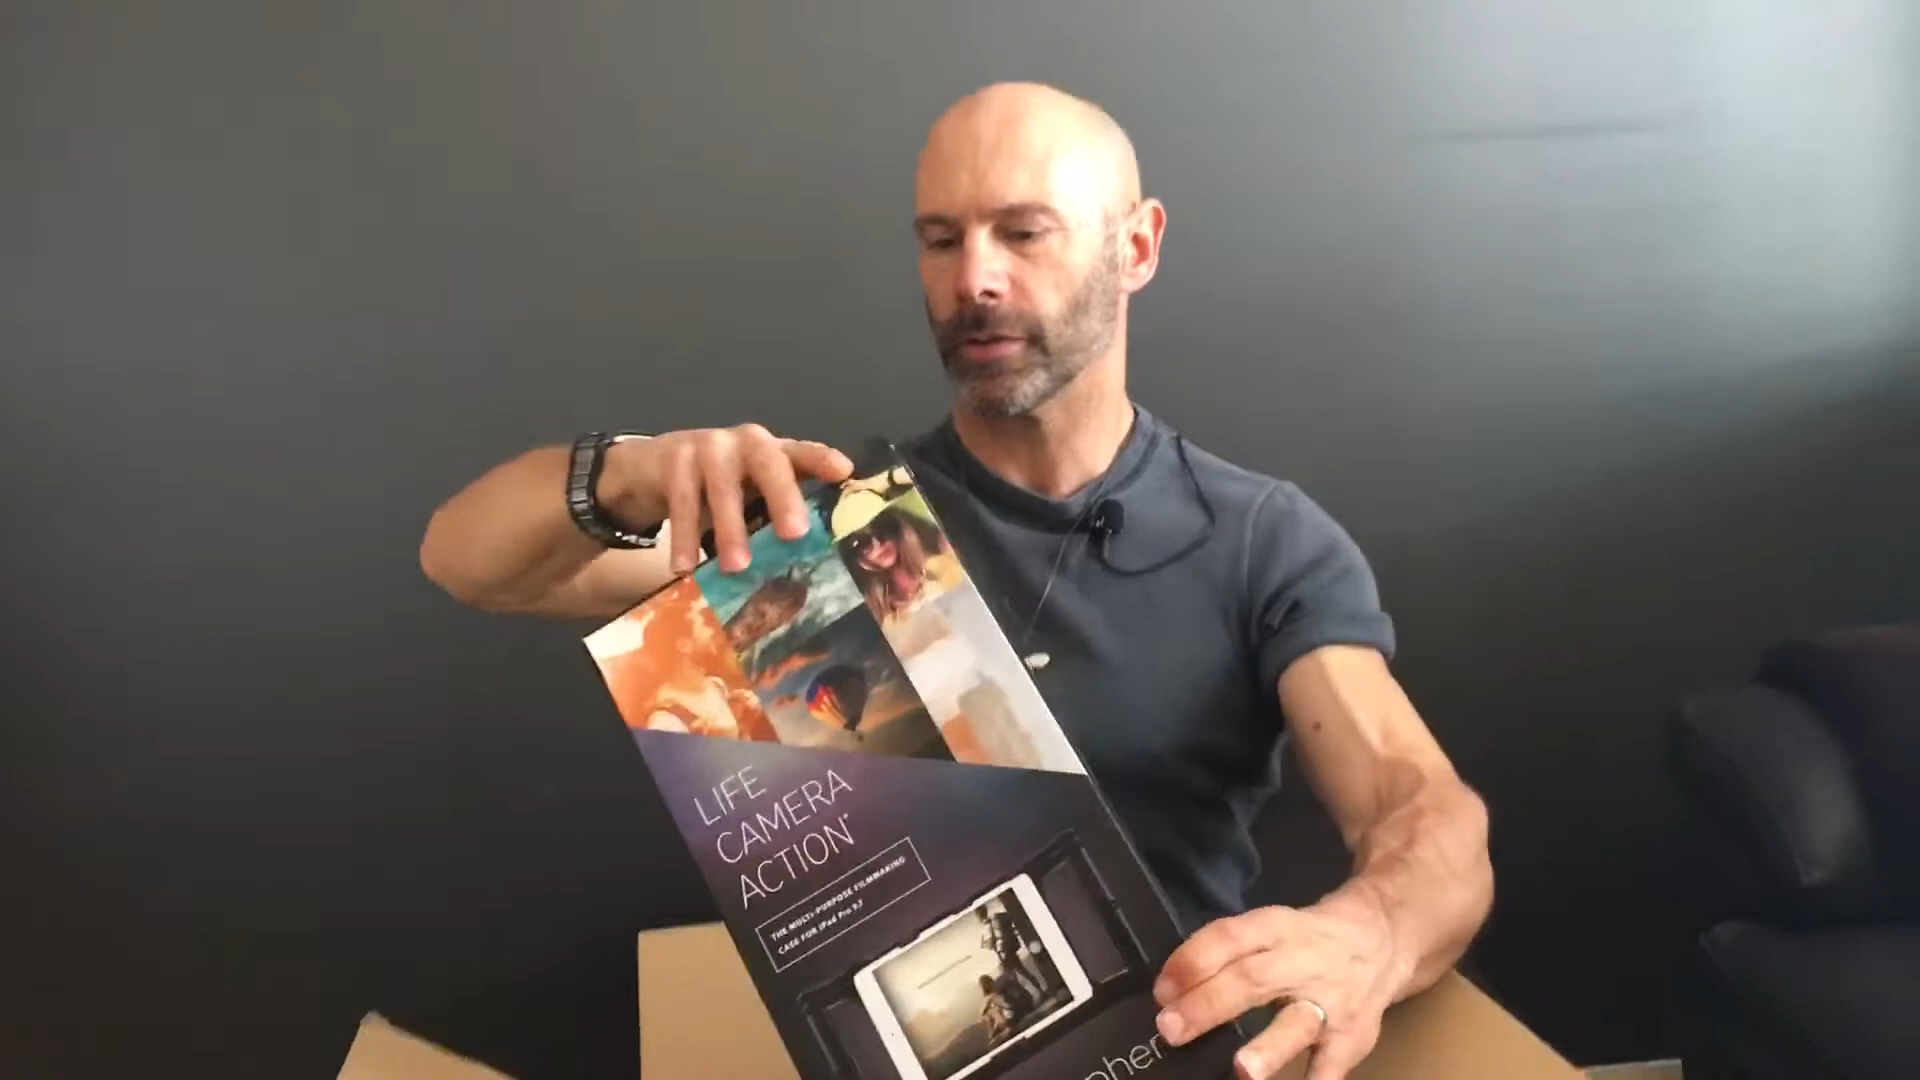 LIFE
CAMERA
ACTION
THE MULTI-PURPOSE FILMMAKING
CASE FOR iPad Pro 9.7